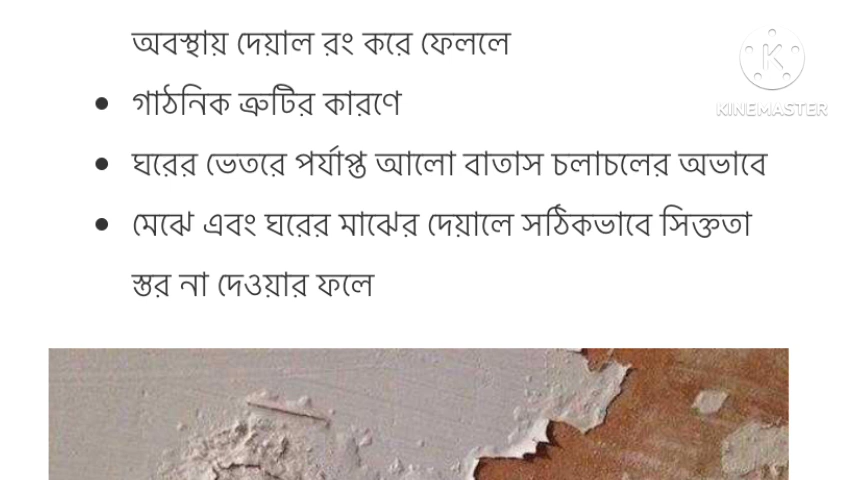 অবস্থায় দেয়াল রং করে ফেললে
KINEMASTER
• গাঠনিক ত্রুটির কারণে
• ঘরের ভেতরে পর্যাপ্ত আলো বাতাস চলাচলের অভাবে
• মেঝে এবং ঘরের মাঝের দেয়ালে সঠিকভাবে সিক্ততা
স্তর না দেওয়ার ফলে